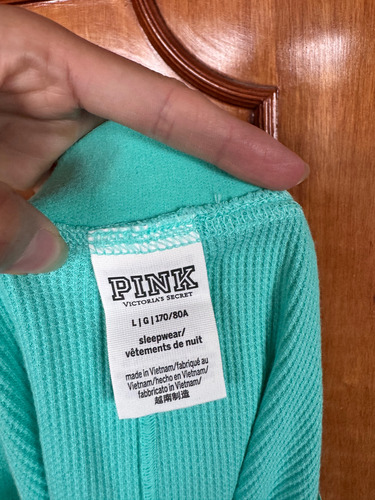 PINK
VICTORIA'S SECRET
L | G | 170/80A
sleepwear/
vêtements de nuit
made in Vietnam/fabriqué au
Vietnam/hecho en Vietnam/
fabbricato in Vietnam/
越南制造